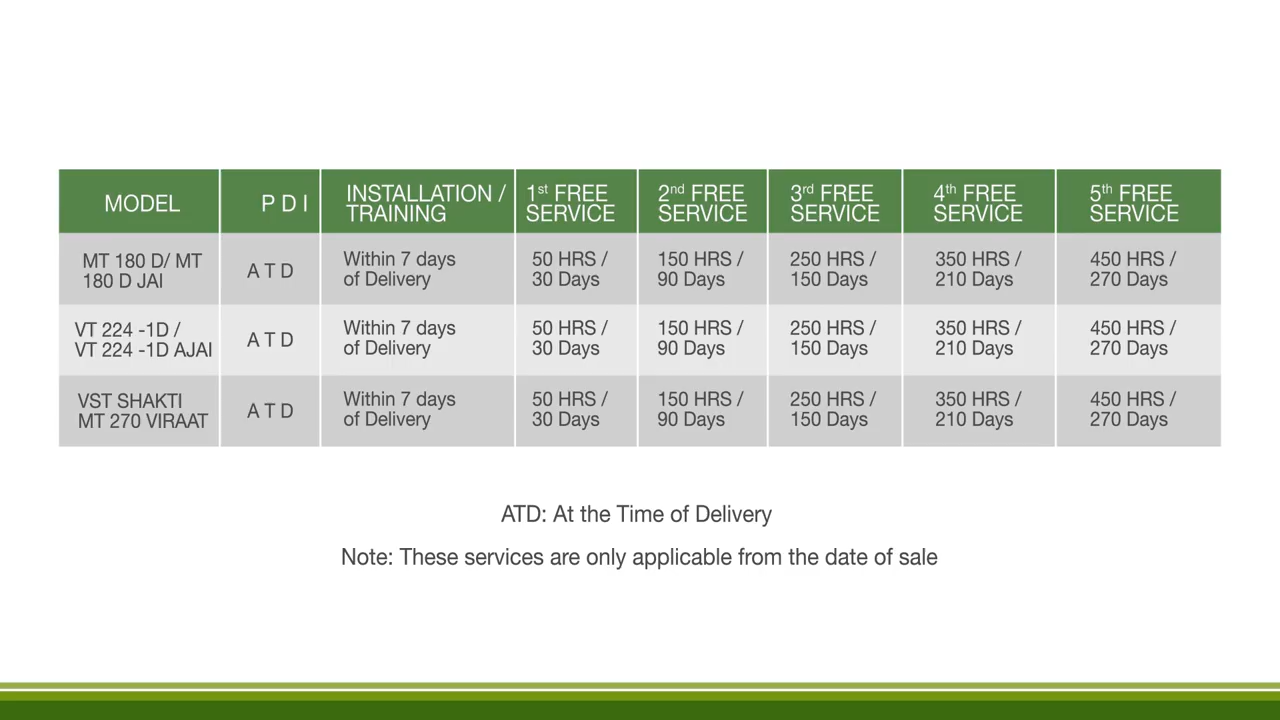 MODEL
P D I
INSTALLATION /
TRAINING
1st FREE
SERVICE
2nd FREE
SERVICE
3rd FREE
SERVICE
4th FREE
SERVICE
5th FREE
SERVICE
MT 180 D/ MT
180 D JAI
A T D
Within 7 days
of Delivery
50 HRS /
30 Days
150 HRS /
90 Days
250 HRS /
150 Days
350 HRS /
210 Days
450 HRS /
270 Days
VT 224 -1D /
VT 224 -1D AJAI
A T D
Within 7 days
of Delivery
50 HRS /
30 Days
150 HRS /
90 Days
250 HRS /
150 Days
350 HRS /
210 Days
450 HRS /
270 Days
VST SHAKTI
MT 270 VIRAAT
A T D
Within 7 days
of Delivery
50 HRS /
30 Days
150 HRS /
90 Days
250 HRS /
150 Days
350 HRS /
210 Days
450 HRS /
270 Days
ATD: At the Time of Delivery
Note: These services are only applicable from the date of sale